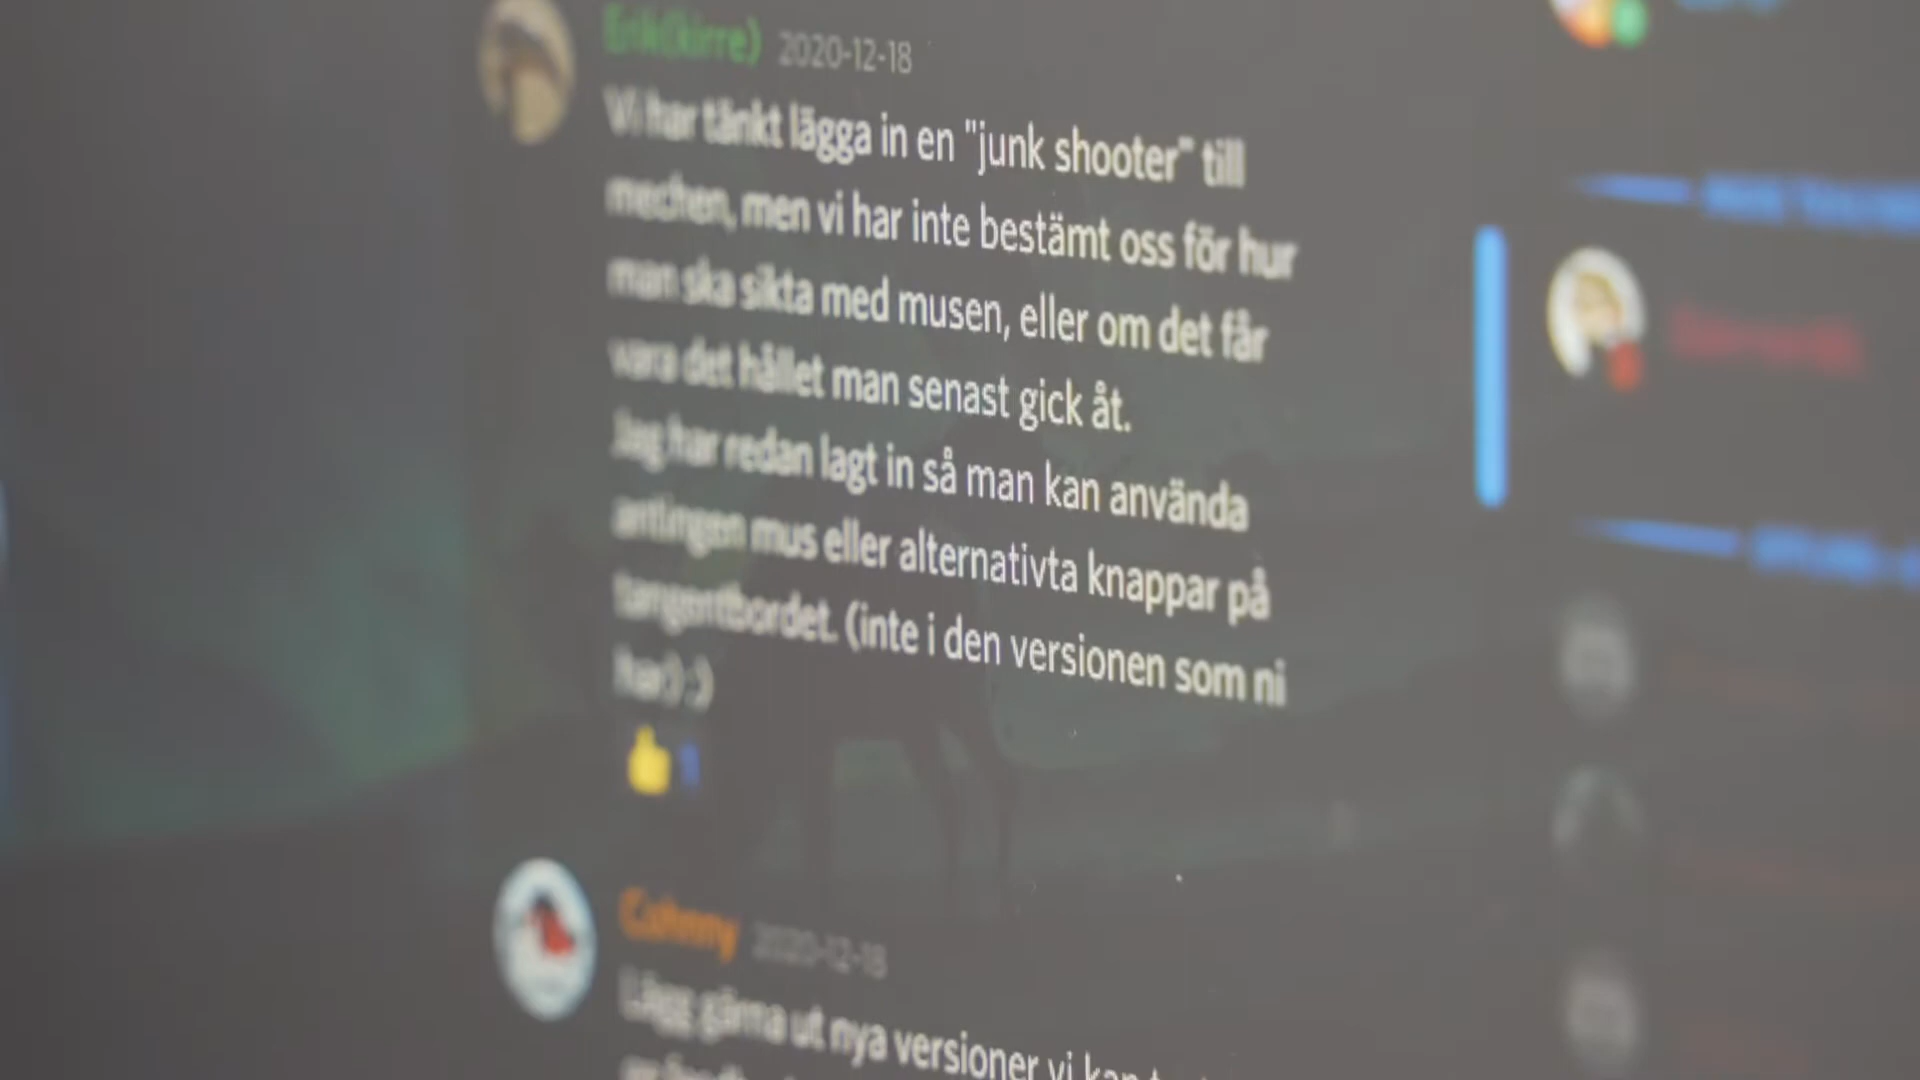 Erik(kirre) 2020-12-18
Vi har tänkt lägga in en "junk shooter" till
mechen, men vi har inte bestämt oss för hur
man ska sikta med musen, eller om det får
vara det hållet man senast gick åt.
Jag har redan lagt in så man kan använda
antingen mus eller alternativta knappar på
tangentbordet. (inte i den versionen som ni
har) :)
1
2020-12-18
Lägg gärna ut nya versioner vi kan